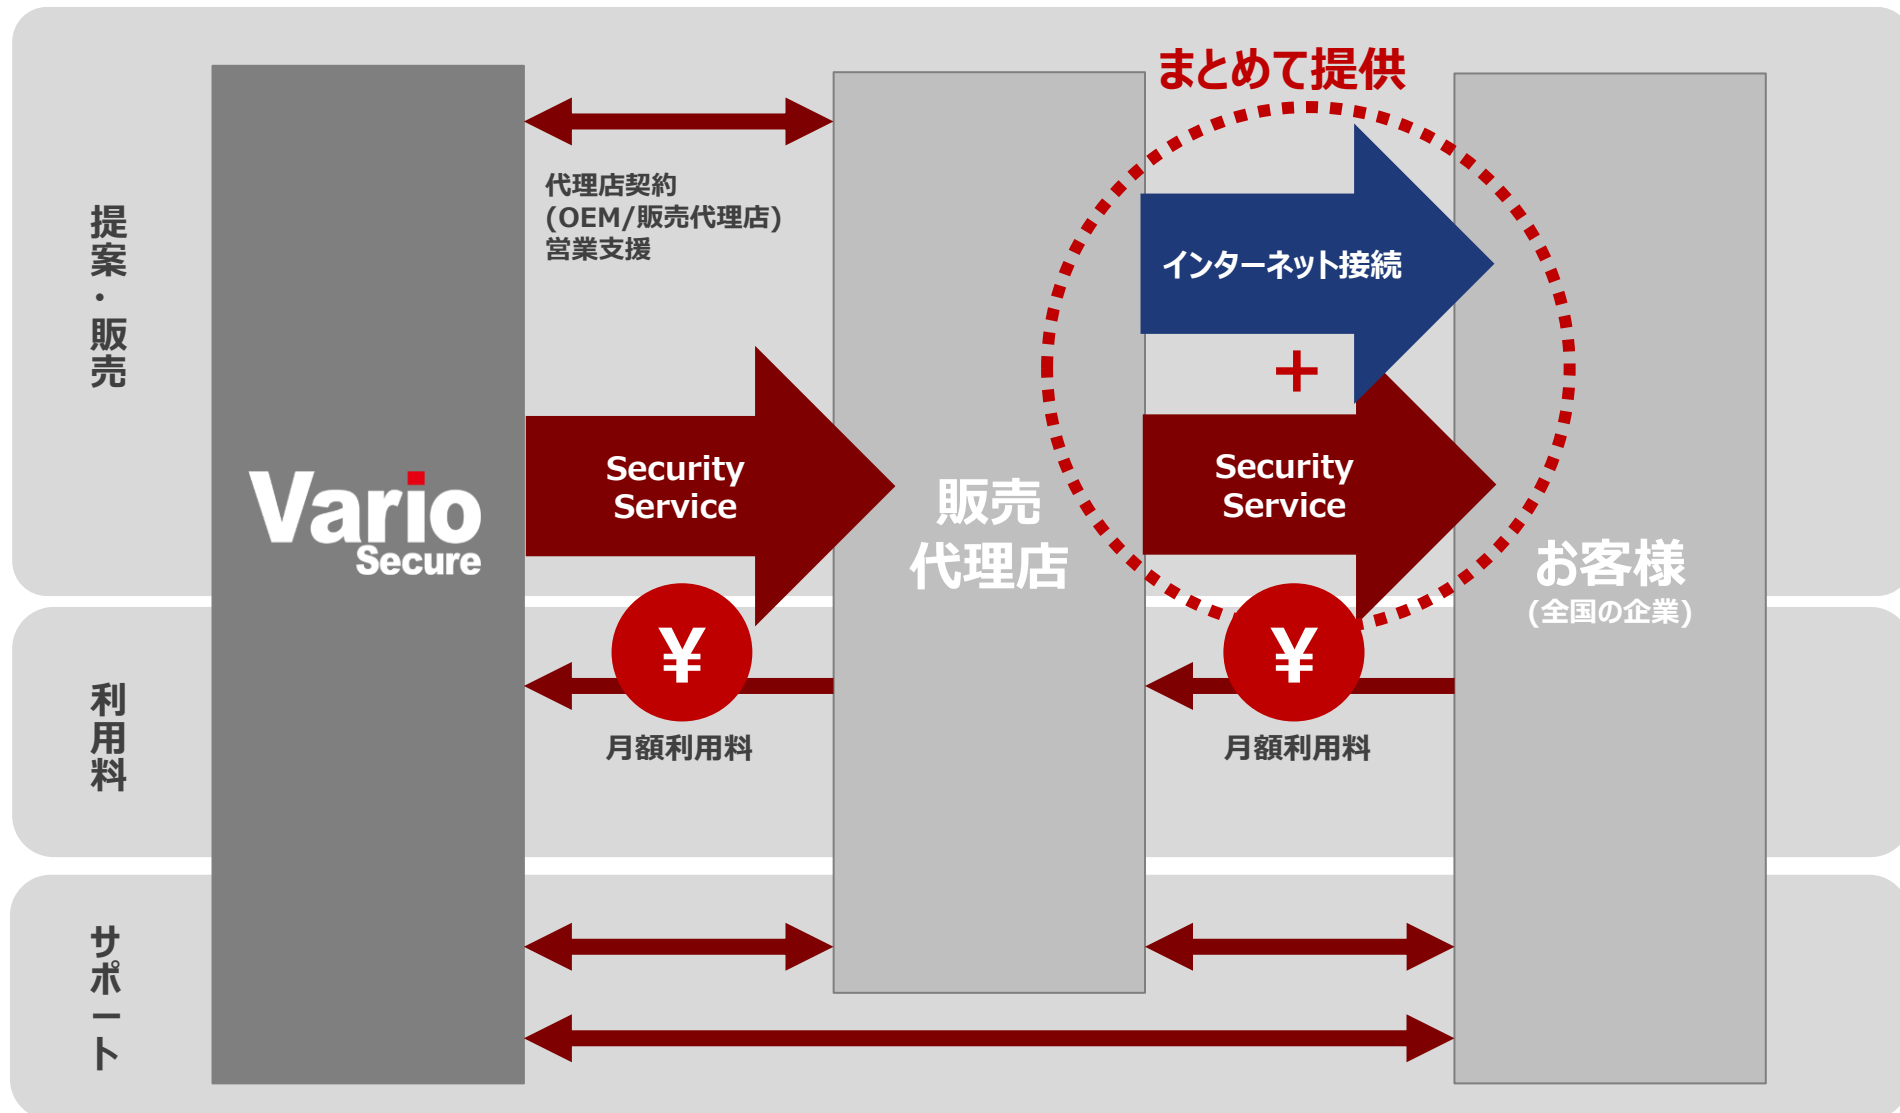 まとめて提供
提案・販売
代理店契約
(OEM/販売代理店)
営業支援
インターネット接続
+
Vario
Secure
Security
Service
販売
代理店
Security
Service
お客様
(全国の企業)
利用料
¥
月額利用料
¥
月額利用料
サポート